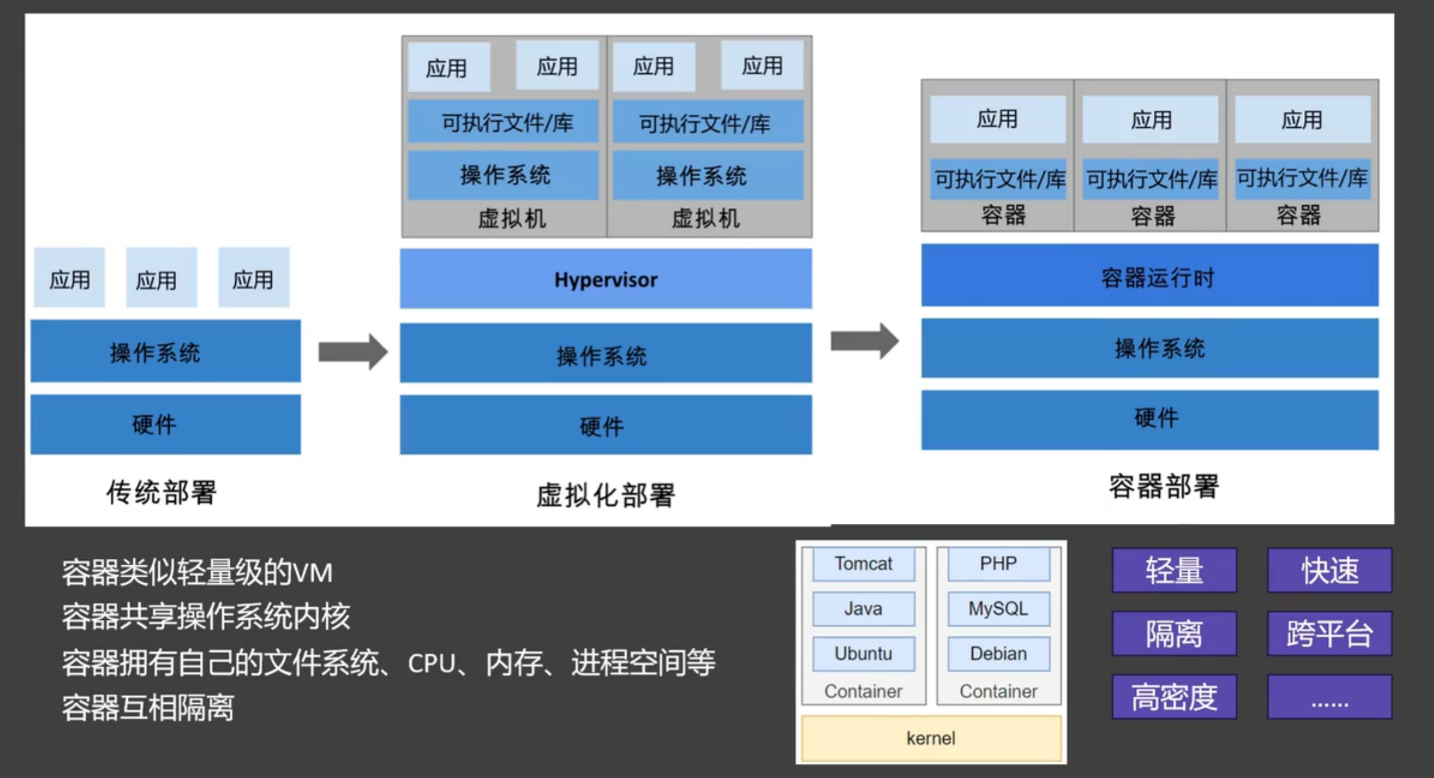 应用 应用 应用
操作系统
硬件
传统部署
应用 应用 应用 应用
可执行文件/库 可执行文件/库
操作系统 操作系统
虚拟机 虚拟机
Hypervisor
操作系统
硬件
虚拟化部署
应用 应用 应用
可执行文件/库 可执行文件/库 可执行文件/库
容器 容器 容器
容器运行时
操作系统
硬件
容器部署
容器类似轻量级的VM
容器共享操作系统内核
容器拥有自己的文件系统、CPU、内存、进程空间等
容器互相隔离
Tomcat PHP
Java MySQL
Ubuntu Debian
Container Container
kernel
轻量 快速
隔离 跨平台
高密度 ......